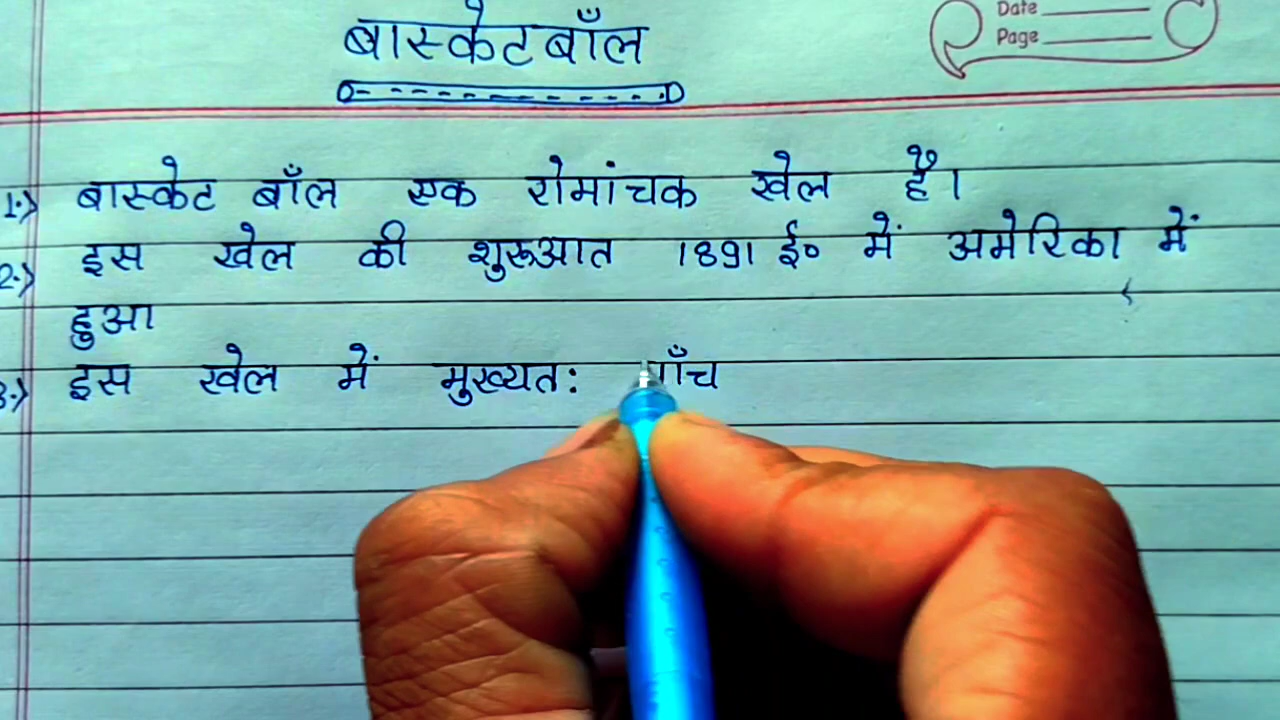 बास्केटबॉल
Date
Page
1.) बास्केट बॉल एक रोमांचक खेल है।
2.) इस खेल की शुरूआत 1891 ई० में अमेरिका में
हुआ
3.) इस खेल में मुख्यत: पाँच